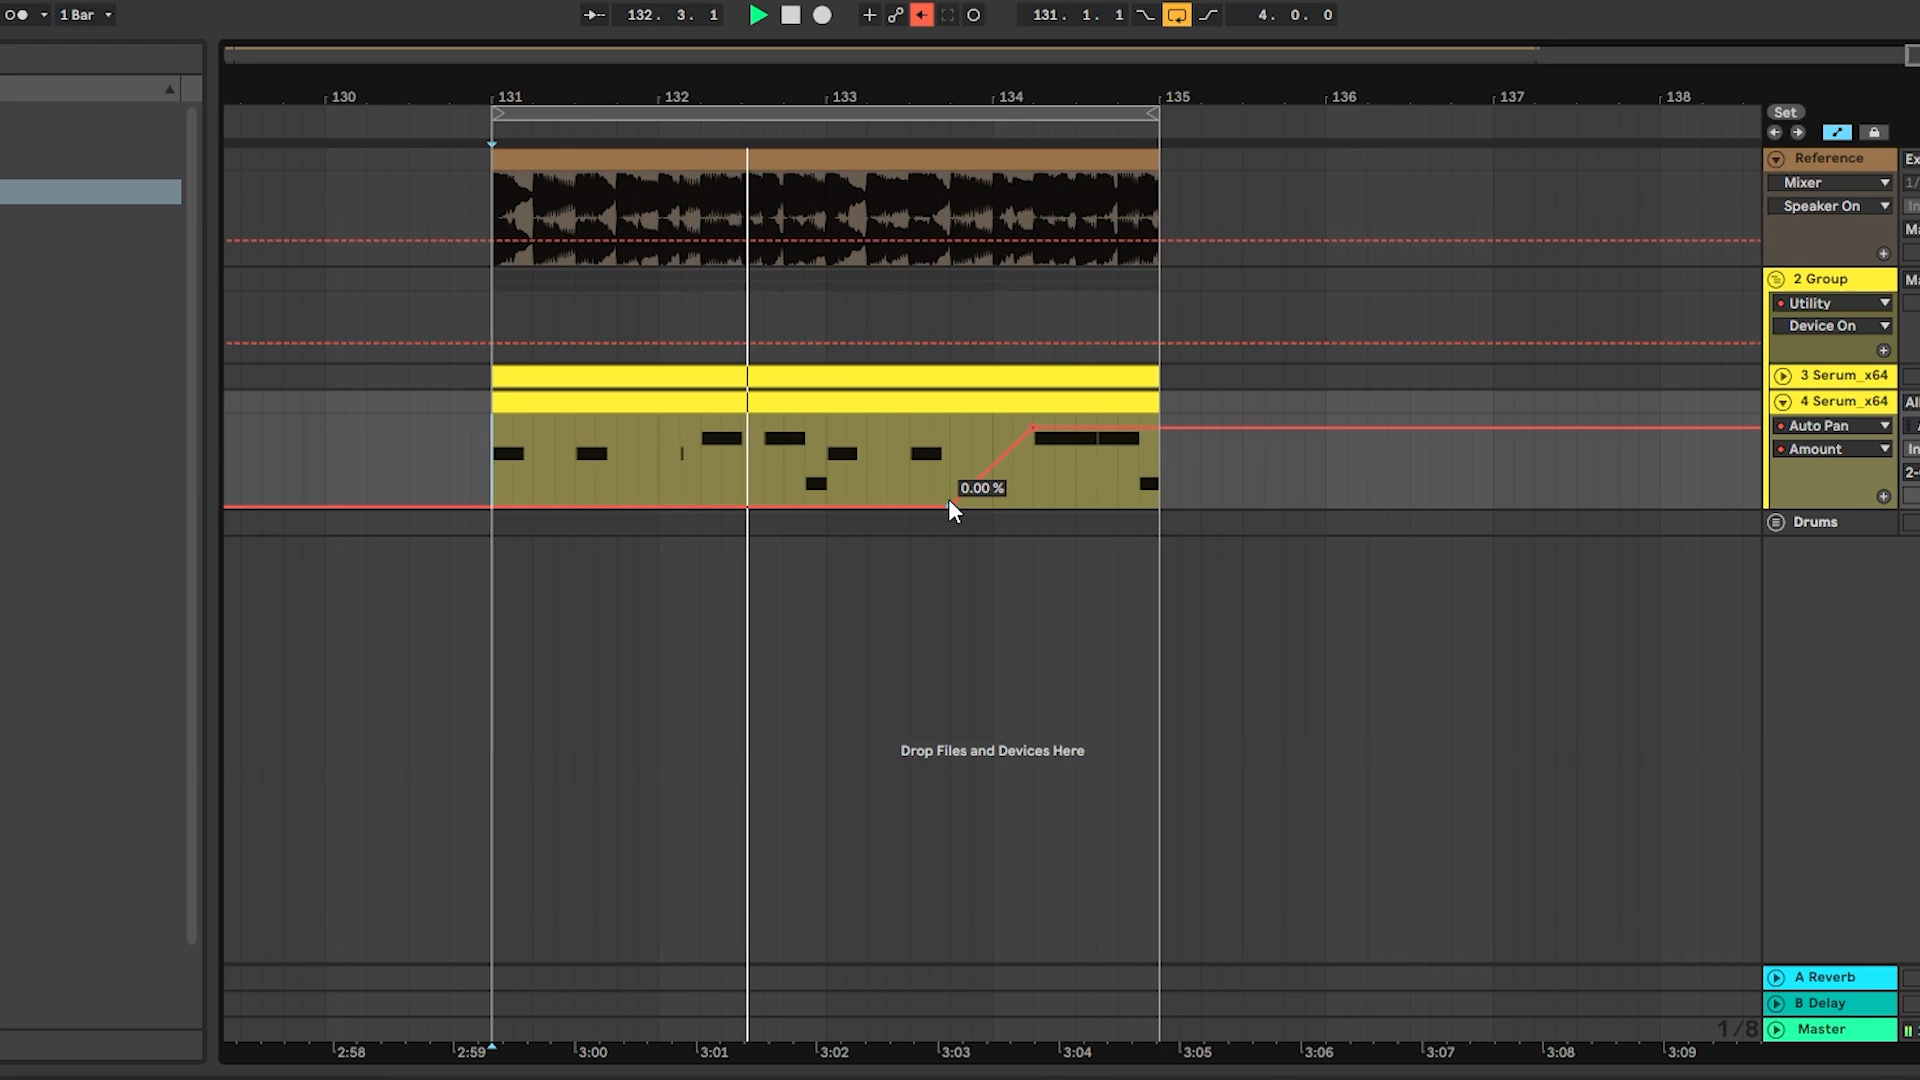 1 Bar
132. 3. 1
131. 1. 1
4. 0. 0
130 131 132 133 134 135 136 137 138
Set
Reference
Mixer
Speaker On
2 Group
Utility
Device On
3 Serum_x64
4 Serum_x64
Auto Pan
Amount
0.00 %
Drums
Drop Files and Devices Here
A Reverb
B Delay
1/8
Master
2:58 2:59 3:00 3:01 3:02 3:03 3:04 3:05 3:06 3:07 3:08 3:09